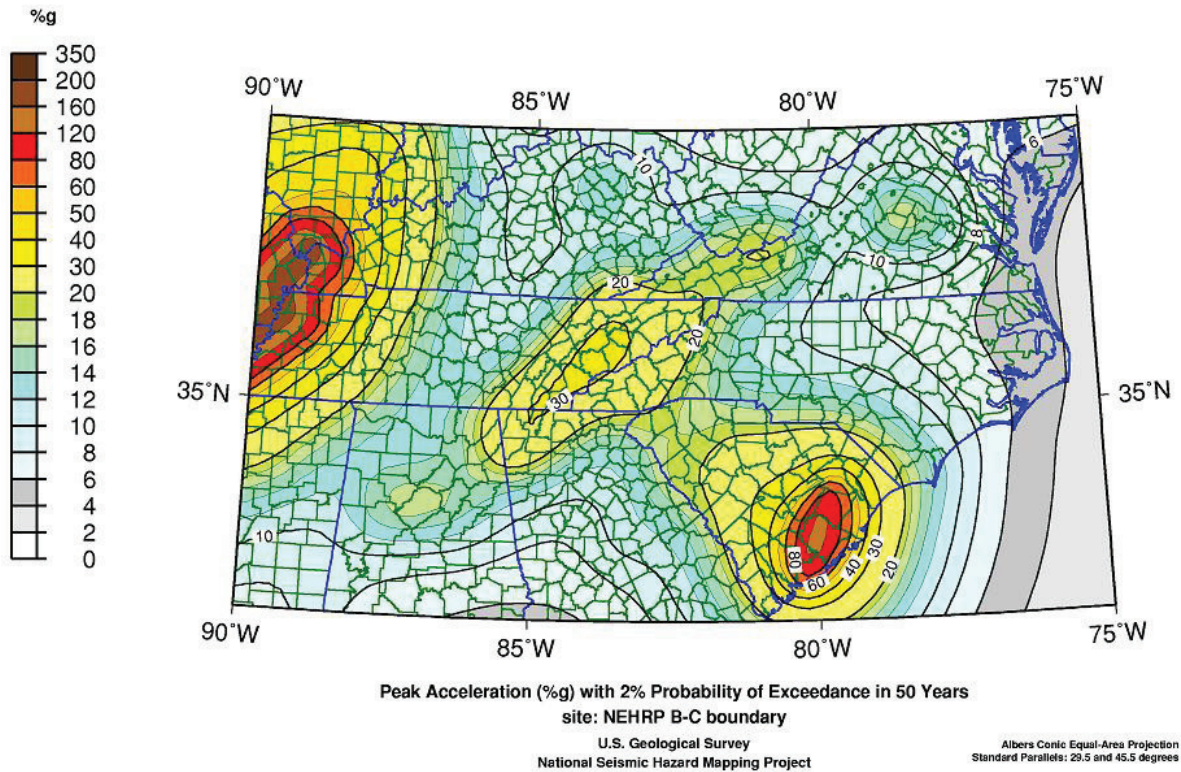 %g
350
200
160
120
80
60
50
40
30
20
18
16
14
12
10
8
6
4
2
0
90˚W
85˚W
80˚W
75˚W
6
10
8
10
20
20
35˚N
35˚N
30
10
80
60
40
30
20
90˚W
85˚W
80˚W
75˚W
Peak Acceleration (%g) with 2% Probability of Exceedance in 50 Years
site: NEHRP B-C boundary
U.S. Geological Survey
National Seismic Hazard Mapping Project
Albers Conic Equal-Area Projection
Standard Parallels: 29.5 and 45.5 degrees